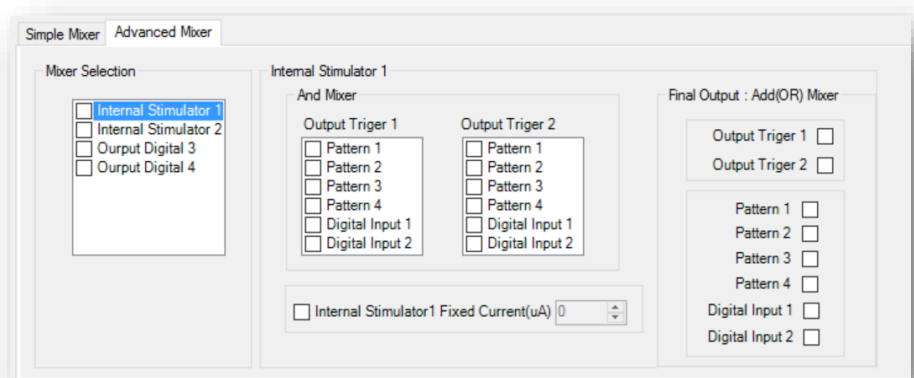 Simple Mixer
Advanced Mixer
Mixer Selection
Internal Stimulator 1
Internal Stimulator 2
Ourput Digital 3
Ourput Digital 4
Internal Stimulator 1
And Mixer
Output Triger 1
Pattern 1
Pattern 2
Pattern 3
Pattern 4
Digital Input 1
Digital Input 2
Output Triger 2
Pattern 1
Pattern 2
Pattern 3
Pattern 4
Digital Input 1
Digital Input 2
Internal Stimulator1 Fixed Current(uA) 0
Final Output : Add(OR) Mixer
Output Triger 1
Output Triger 2
Pattern 1
Pattern 2
Pattern 3
Pattern 4
Digital Input 1
Digital Input 2